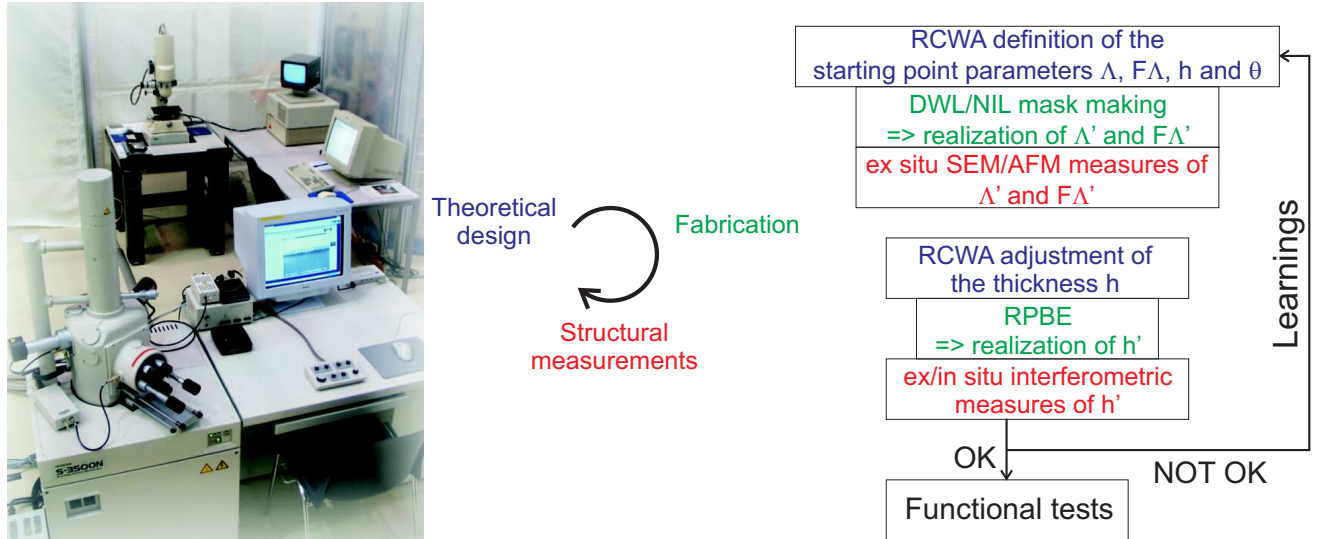 HITACHI
S-3500N
Theoretical
design
Fabrication
Structural
measurements
RCWA definition of the
starting point parameters Λ, FΛ, h and θ
DWL/NIL mask making
=> realization of Λ' and FΛ'
ex situ SEM/AFM measures of
Λ' and FΛ'
RCWA adjustment of
the thickness h
RPBE
=> realization of h'
ex/in situ interferometric
measures of h'
Learnings
OK
NOT OK
Functional tests